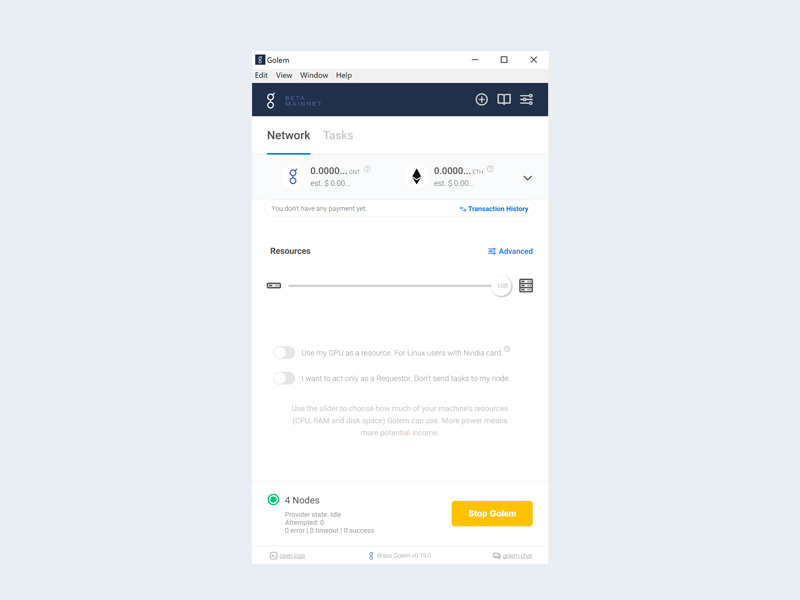 Golem
Edit View Window Help
BETA
MAINNET
Network Tasks
0.0000... GNT ? 0.0000... ETH ?
est. $ 0.00... est. $ 0.00...
You don't have any payment yet. Transaction History
Resources Advanced
100
Use my GPU as a resource. For Linux users with Nvidia card. ?
I want to act only as a Requestor. Don't send tasks to my node.
Use the slider to choose how much of your machine's resources
(CPU, RAM and disk space) Golem can use. More power means
more potential income.
4 Nodes
Provider state: Idle
Attempted: 0
0 error | 0 timeout | 0 success
Stop Golem
open logs Brass Golem v0.19.0 golem chat